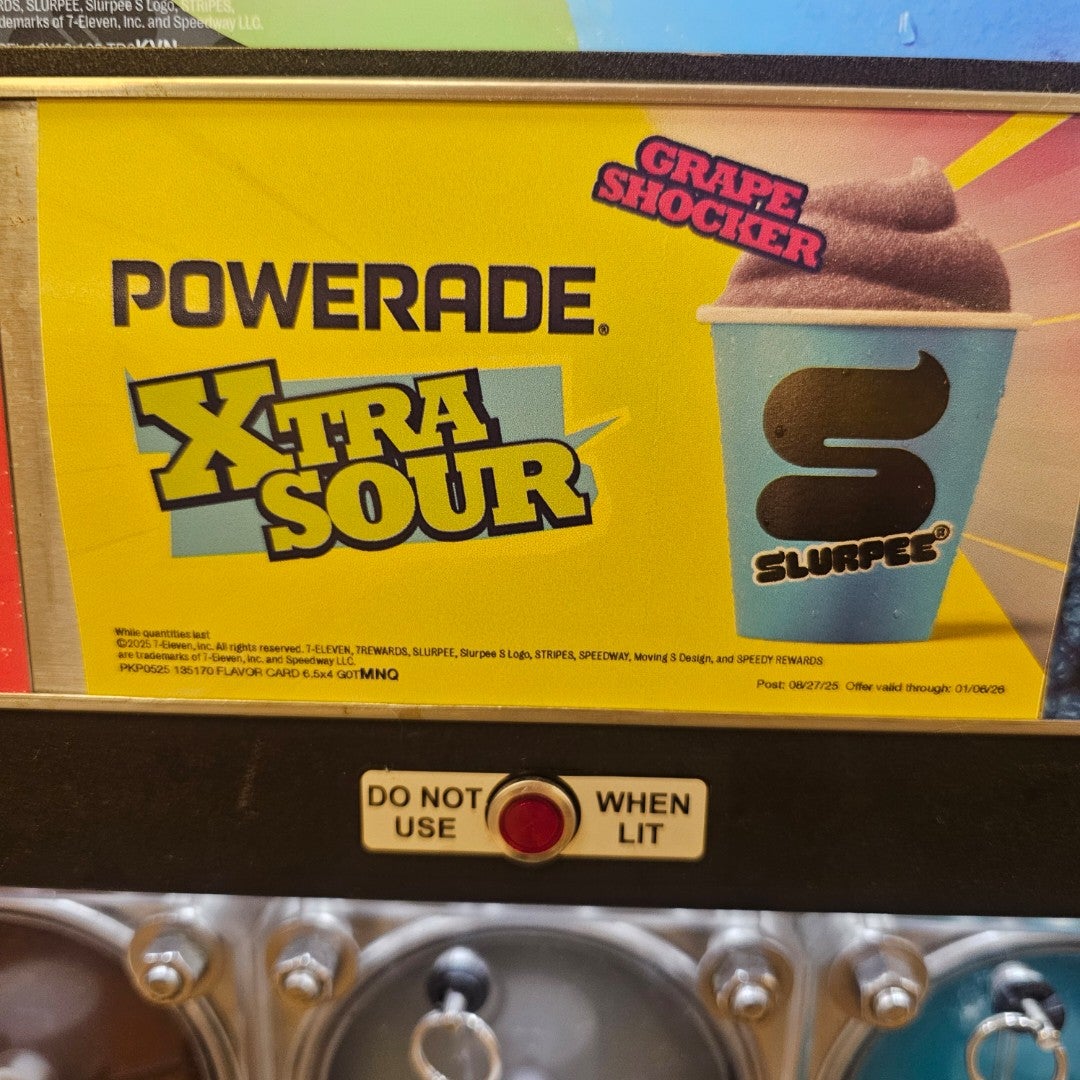 RDS, SLURPEE, Slurpee S Logo, STRIPES,
demarks of 7-Eleven, Inc. and Speedway LLC.
KVN
GRAPE
SHOCKER
POWERADE®
XTRA
SOUR
S
SLURPEE®
While quantities last
©2025 7-Eleven, Inc. All rights reserved. 7-ELEVEN, 7REWARDS, SLURPEE, Slurpee S Logo, STRIPES, SPEEDWAY, Moving S Design, and SPEEDY REWARDS
are trademarks of 7-Eleven, Inc. and Speedway LLC.
PKP0525 135170 FLAVOR CARD 6.5x4 G0TMNQ
Post: 08/27/25 Offer valid through: 01/06/26
DO NOT WHEN
USE LIT